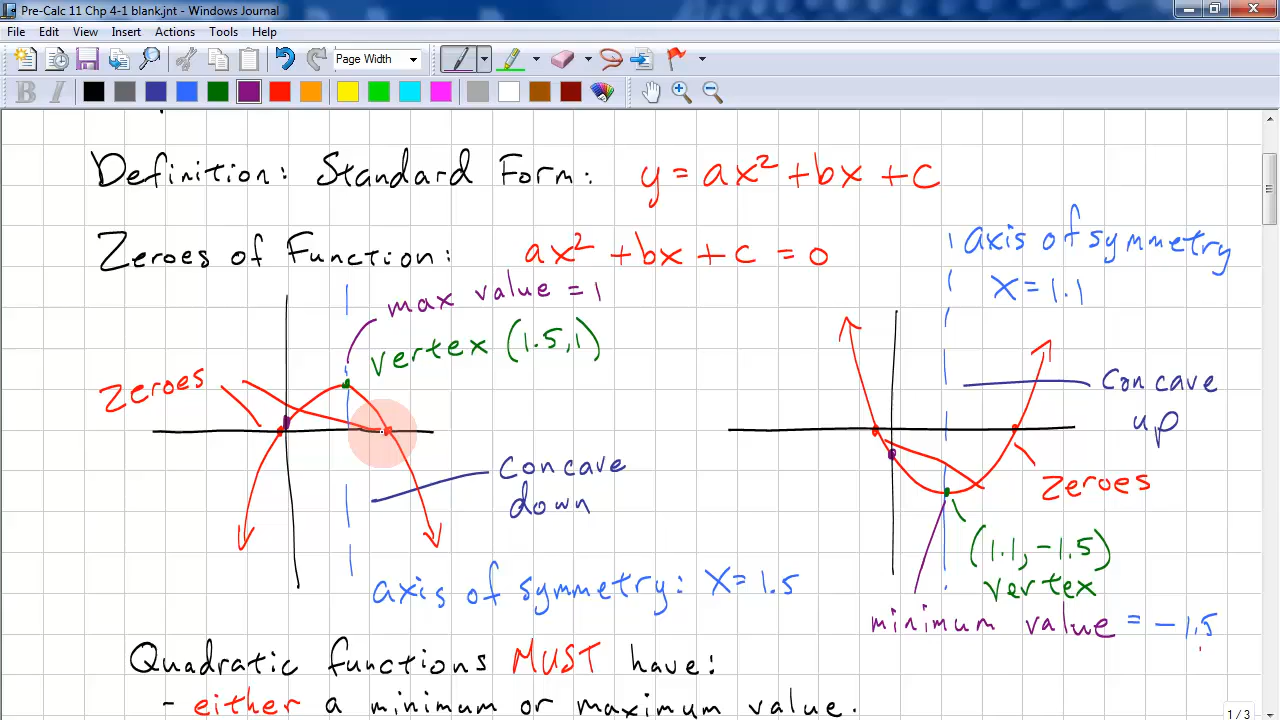 Pre-Calc 11 Chp 4-1 blank.jnt - Windows Journal
File Edit View Insert Actions Tools Help
Page Width
B I
Definition: Standard Form: y = ax² + bx + c
Zeroes of Function: ax² + bx + c = 0
axis of symmetry
x = 1.1
max value = 1
vertex (1.5, 1)
zeroes
concave
up
concave
down
zeroes
(1.1, -1.5)
vertex
axis of symmetry: x = 1.5
minimum value = -1.5
Quadratic functions MUST have:
- either a minimum or maximum value.
1/3